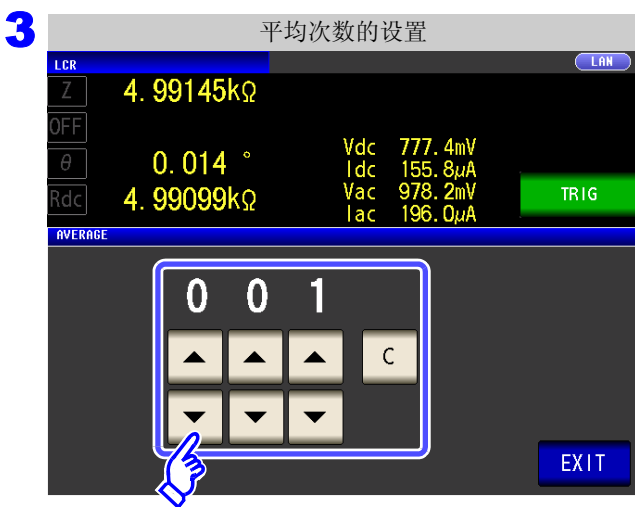 3
平均次数的设置
LCR
LAN
Z 4.99145kΩ
OFF
θ 0.014 °
Rdc 4.99099kΩ
Vdc 777.4mV
Idc 155.8μA
Vac 978.2mV
Iac 196.0μA
TRIG
AVERAGE
0 0 1
▲ ▲ ▲ C
▼ ▼ ▼
EXIT